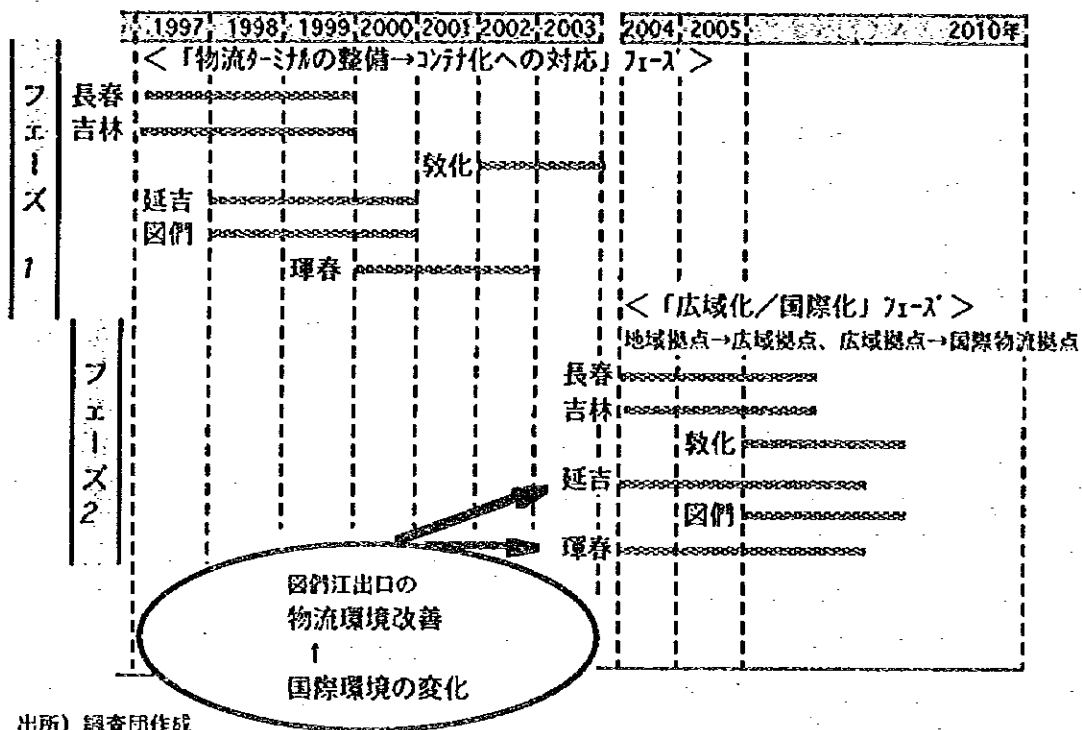 1997 1998 1999 2000 2001 2002 2003 2004 2005 2010年
＜「物流ターミナルの整備→コンテナ化への対応」フェーズ＞
フェーズ 1
長春
吉林
敦化
延吉
図們
琿春
＜「広域化／国際化」フェーズ＞
地域拠点→広域拠点、広域拠点→国際物流拠点
フェーズ 2
長春
吉林
敦化
延吉
図們
琿春
図們江出口の
物流環境改善
↑
国際環境の変化
出所）調査団作成